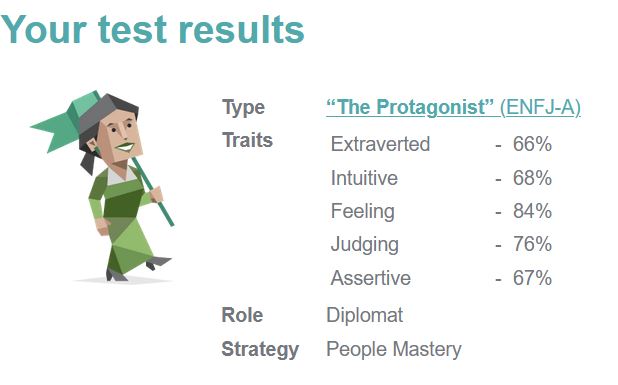 Your test results
Type “The Protagonist” (ENFJ-A)
Traits Extraverted - 66%
Intuitive - 68%
Feeling - 84%
Judging - 76%
Assertive - 67%
Role Diplomat
Strategy People Mastery